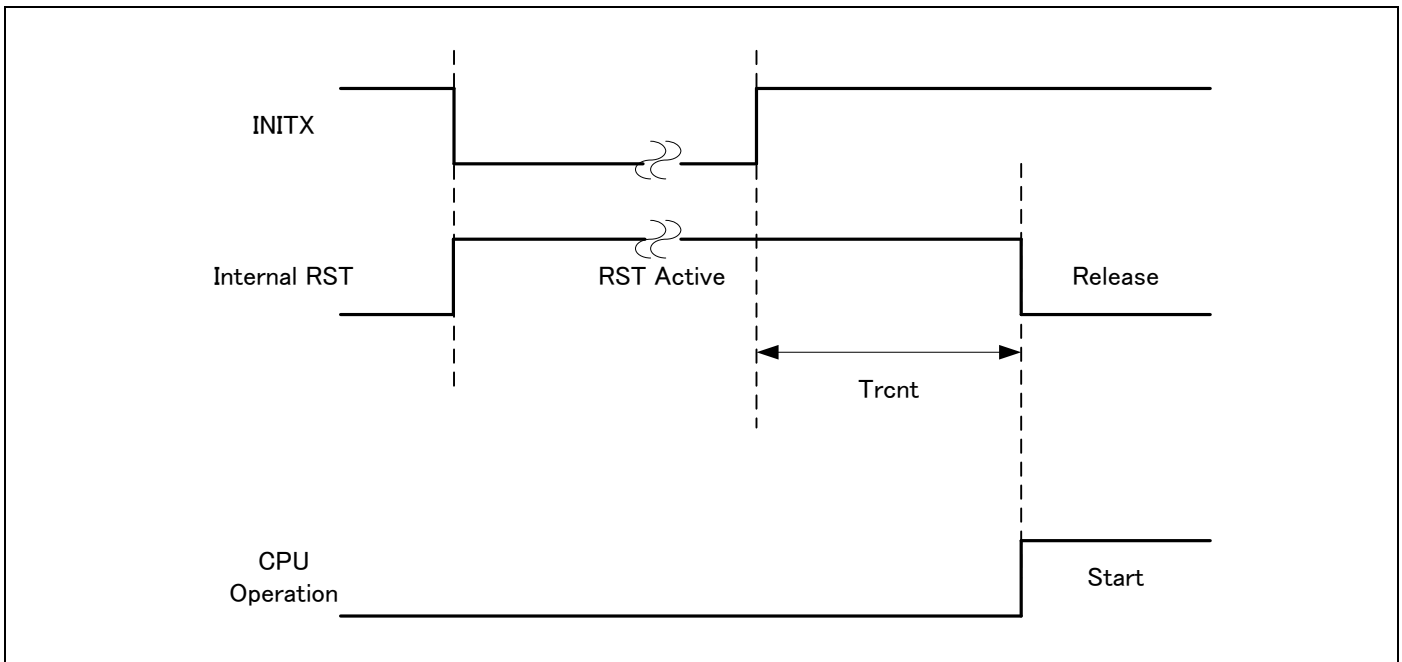 INITX
Internal RST
RST Active
Release
Trcnt
CPU
Operation
Start